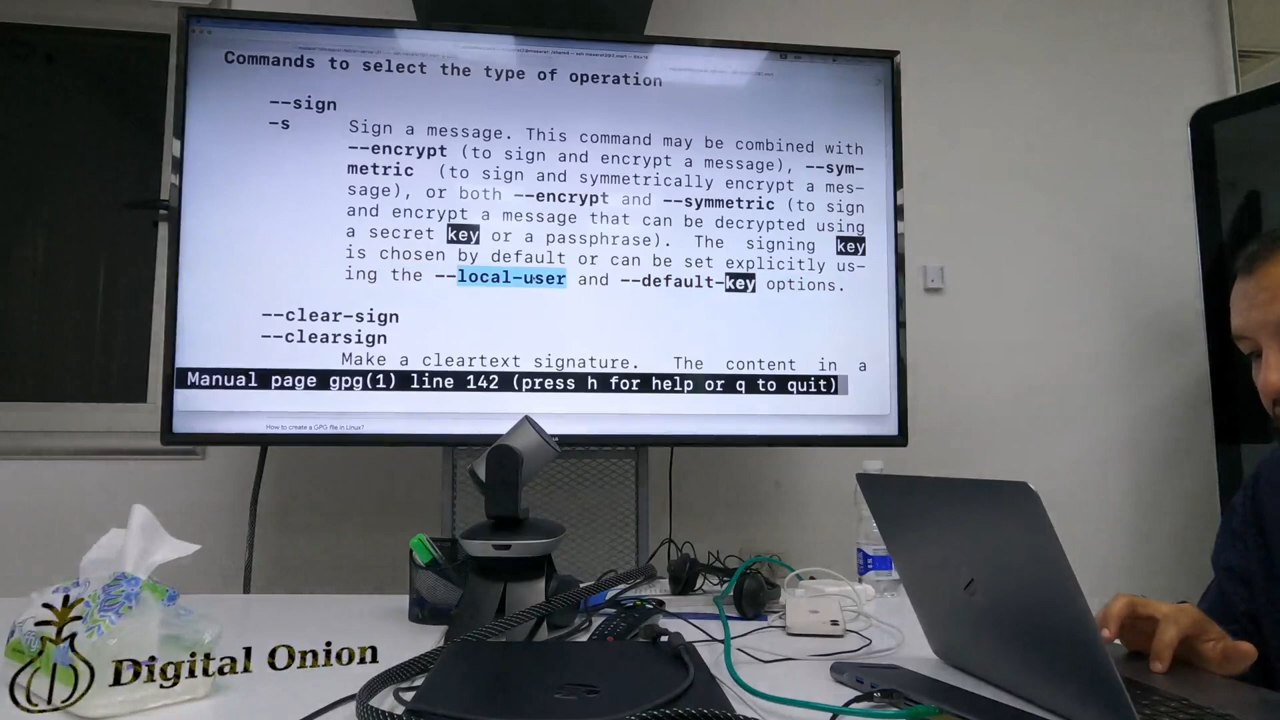 Commands to select the type of operation
--sign
-s Sign a message. This command may be combined with
--encrypt (to sign and encrypt a message), --sym-
metric (to sign and symmetrically encrypt a mes-
sage), or both --encrypt and --symmetric (to sign
and encrypt a message that can be decrypted using
a secret key or a passphrase). The signing key
is chosen by default or can be set explicitly us-
ing the --local-user and --default-key options.
--clear-sign
--clearsign
Make a cleartext signature. The content in a
Manual page gpg(1) line 142 (press h for help or q to quit)
How to create a GPG file in Linux?
Digital Onion